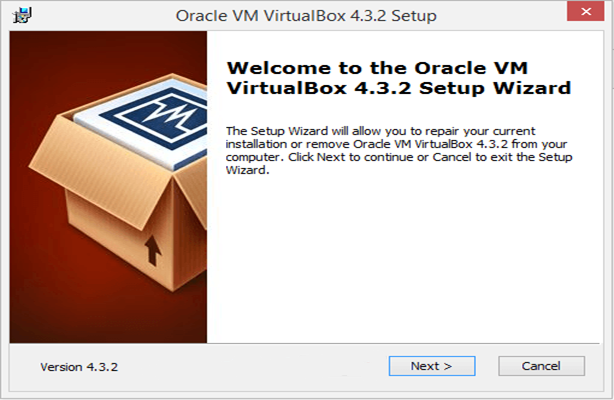 Oracle VM VirtualBox 4.3.2 Setup
Welcome to the Oracle VM
VirtualBox 4.3.2 Setup Wizard
The Setup Wizard will allow you to repair your current
installation or remove Oracle VM VirtualBox 4.3.2 from your
computer. Click Next to continue or Cancel to exit the Setup
Wizard.
Version 4.3.2
Next >
Cancel